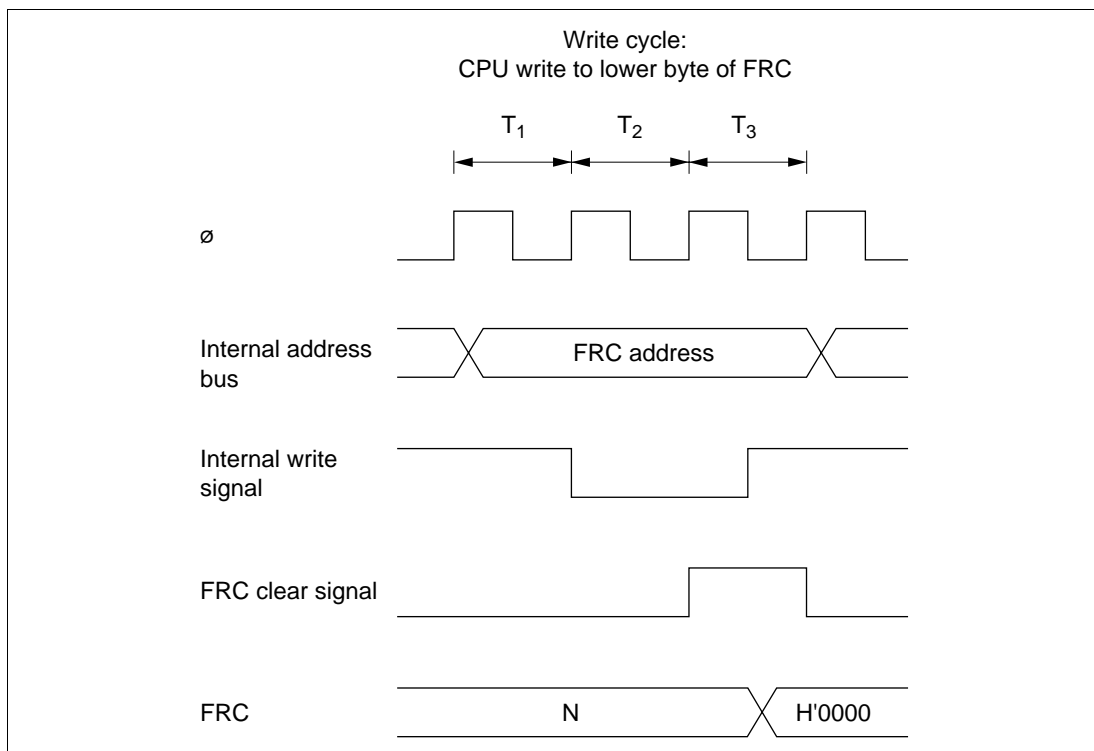 Write cycle:
CPU write to lower byte of FRC
T1 T2 T3
ø
Internal address
bus
FRC address
Internal write
signal
FRC clear signal
FRC
N
H'0000